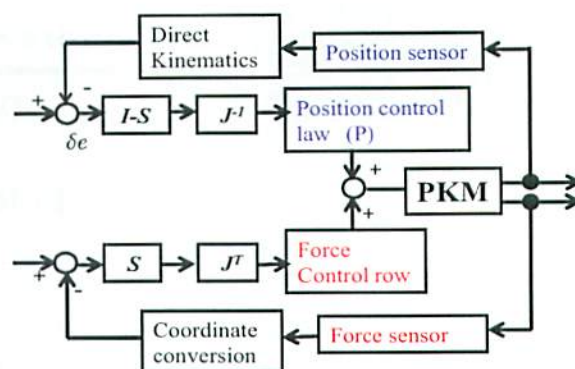 Direct
Kinematics
Position sensor
-
+
δe
I-S
J⁻¹
Position control
law (P)
+
+
PKM
+
-
S
Jᵀ
Force
Control row
Coordinate
conversion
Force sensor